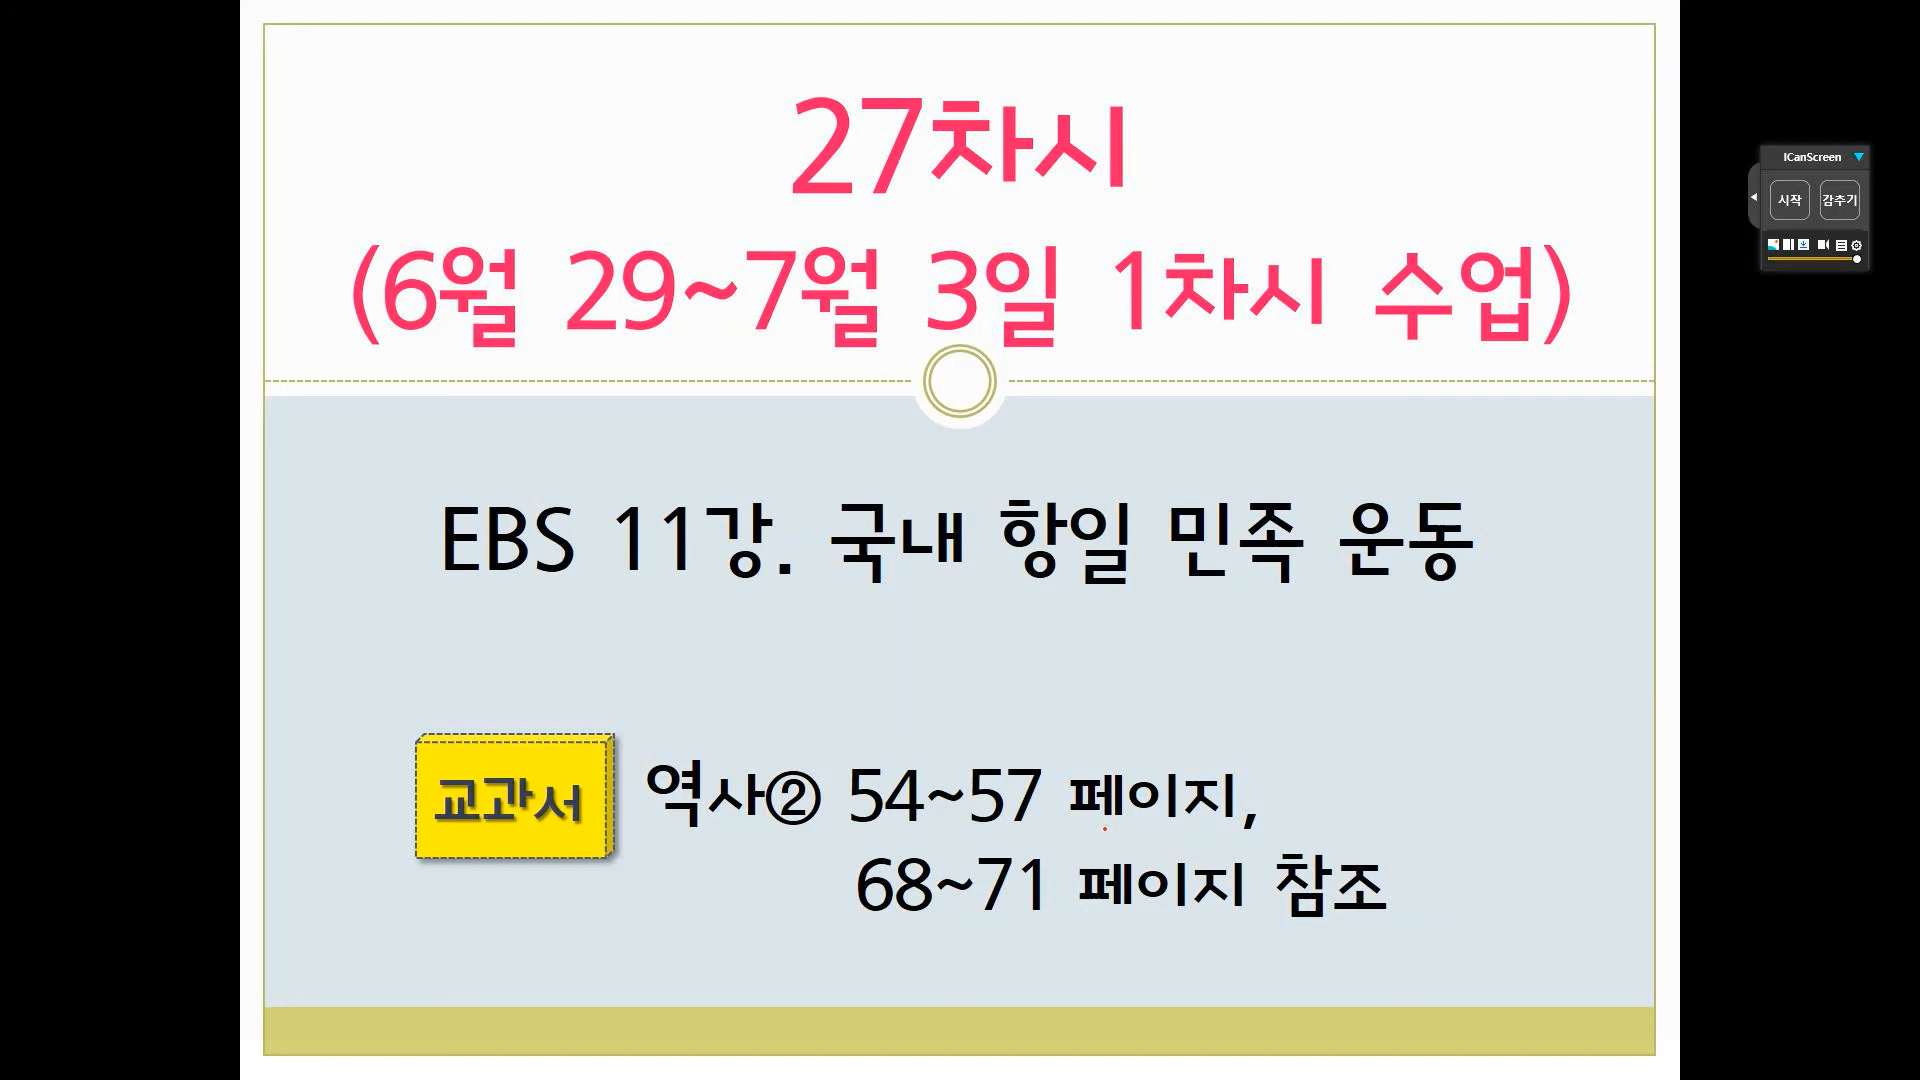 27차시
(6월 29~7월 3일 1차시 수업)
EBS 11강. 국내 항일 민족 운동
교과서
역사② 54~57 페이지,
68~71 페이지 참조
ICanScreen
시작
감추기